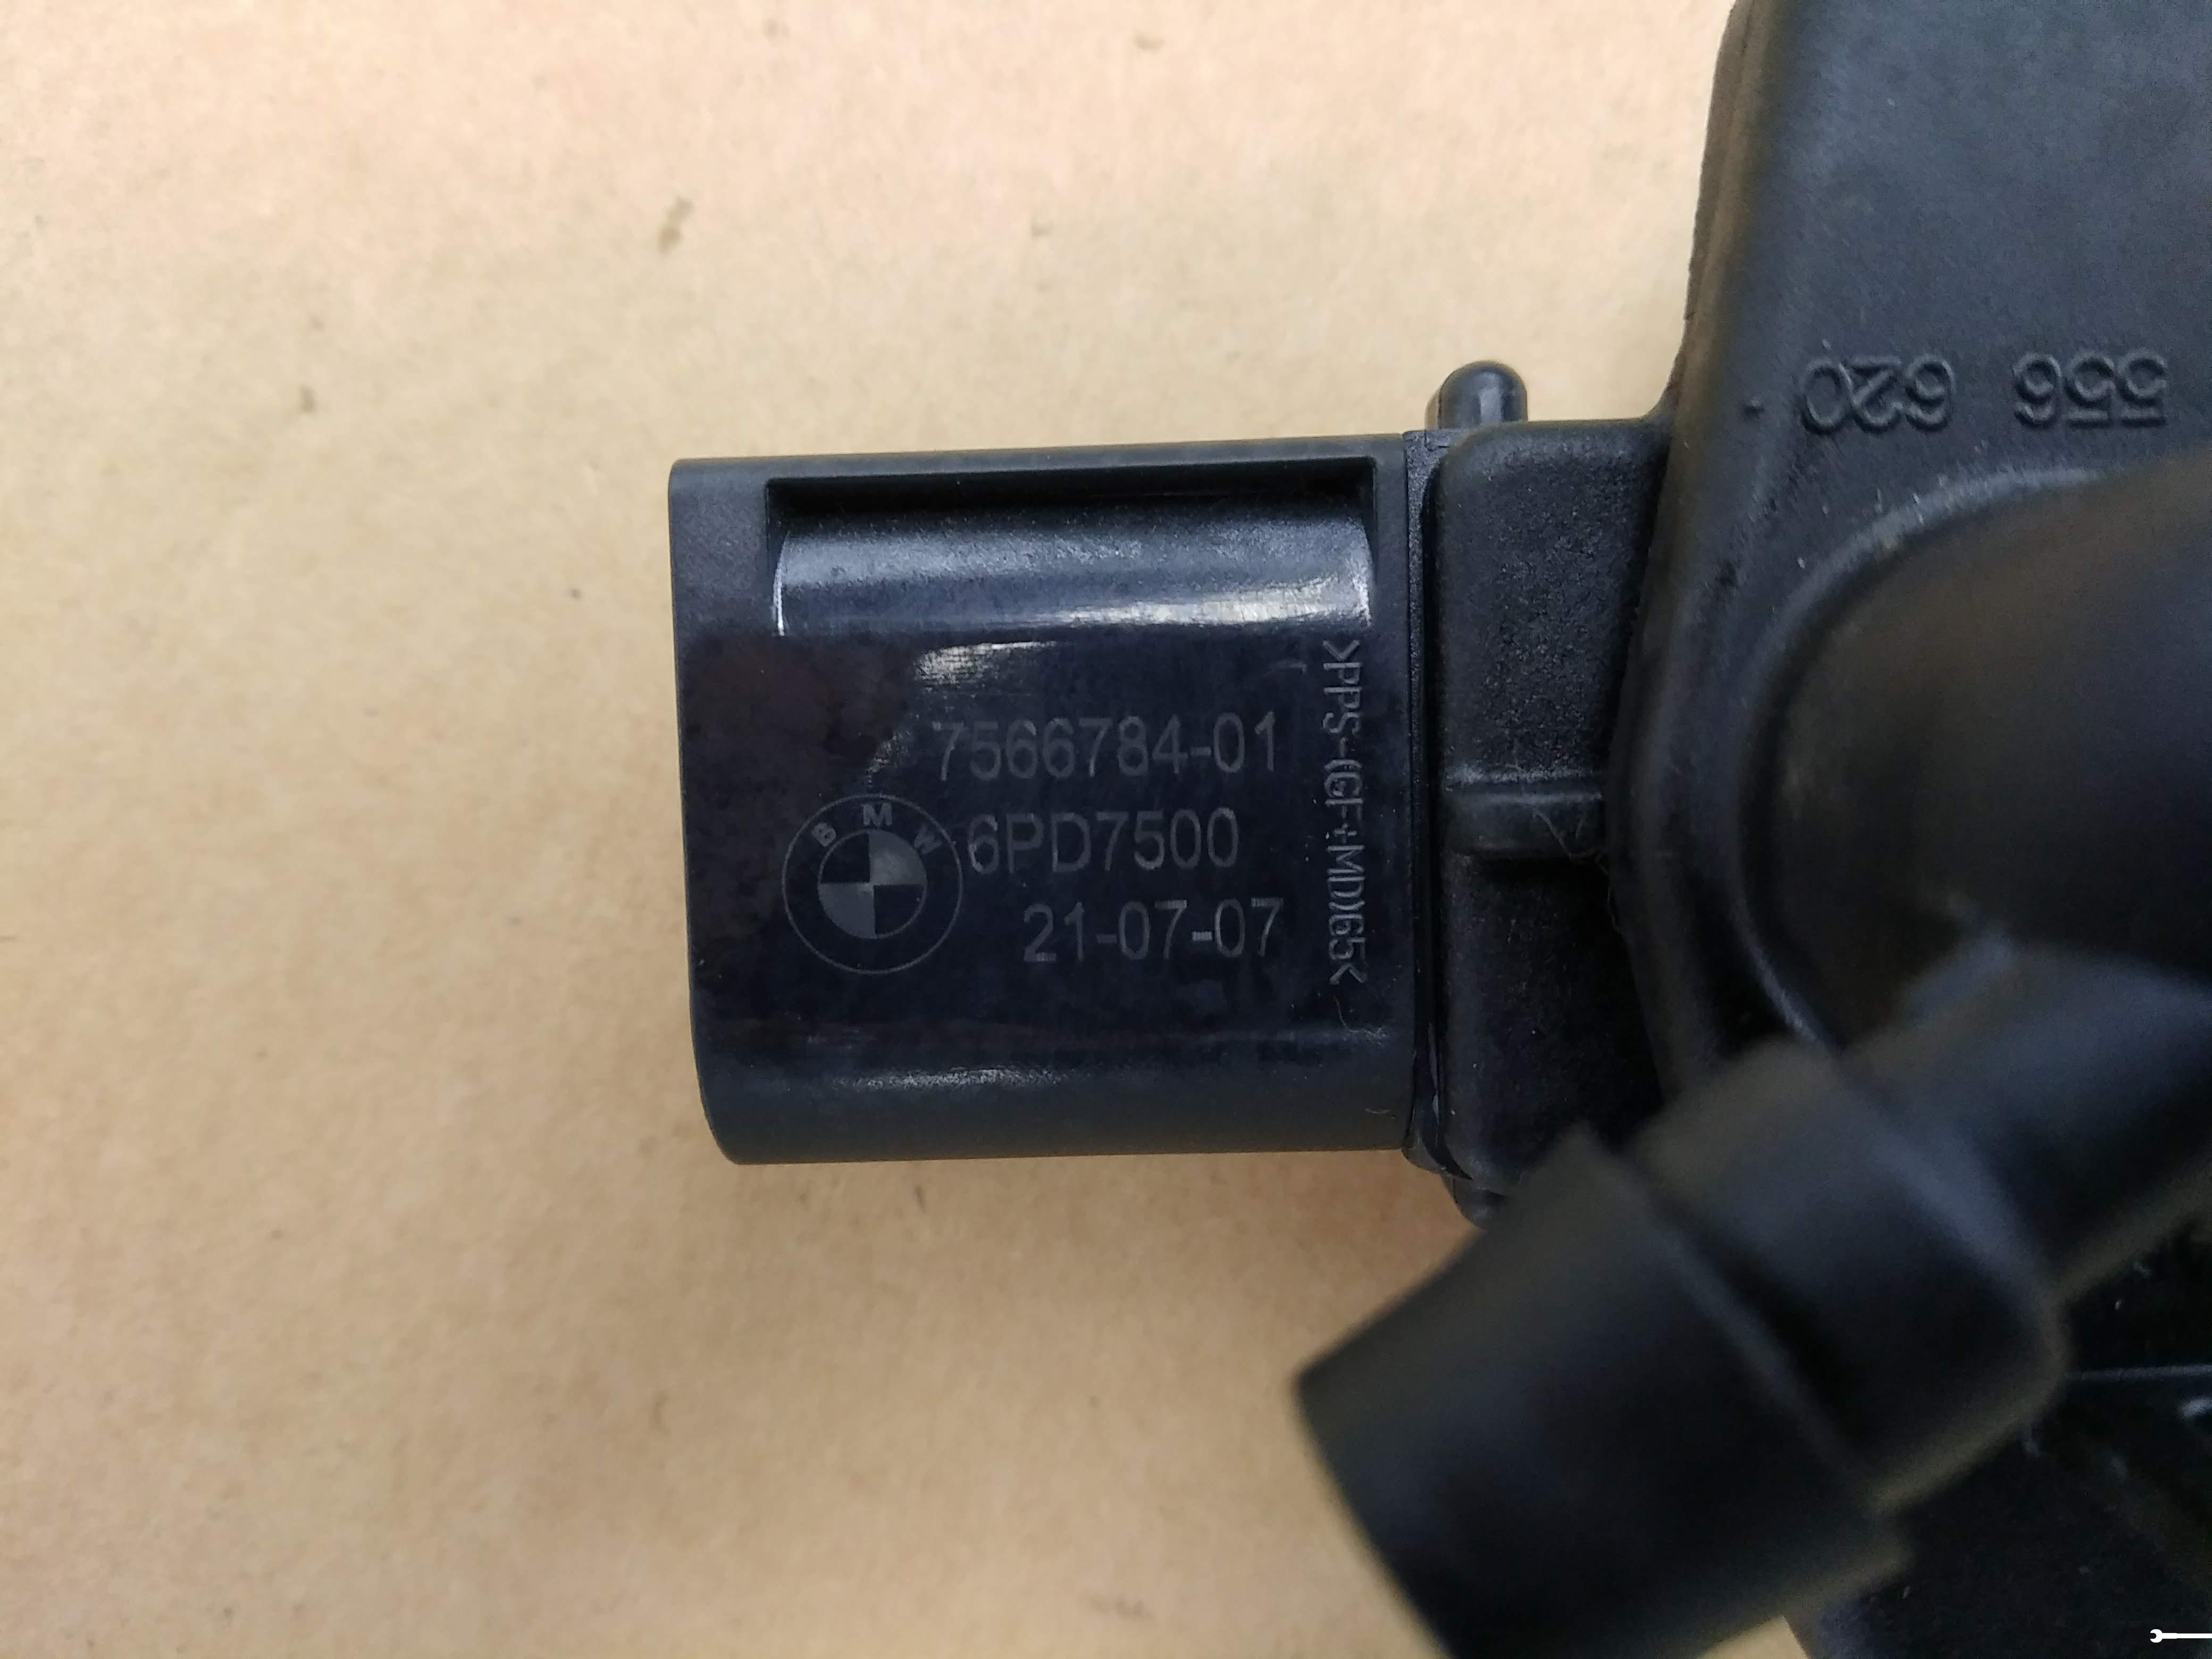 7566784-01
BMW
6PD7500
21-07-07
>PPS-(GF+MD)65<
556 620